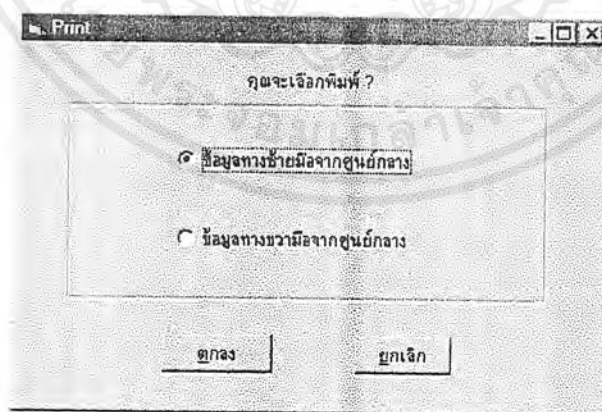 Print
คุณจะเลือกพิมพ์ ?
ข้อมูลทางซ้ายมือจากศูนย์กลาง
ข้อมูลทางขวามือจากศูนย์กลาง
ตกลง
ยกเลิก